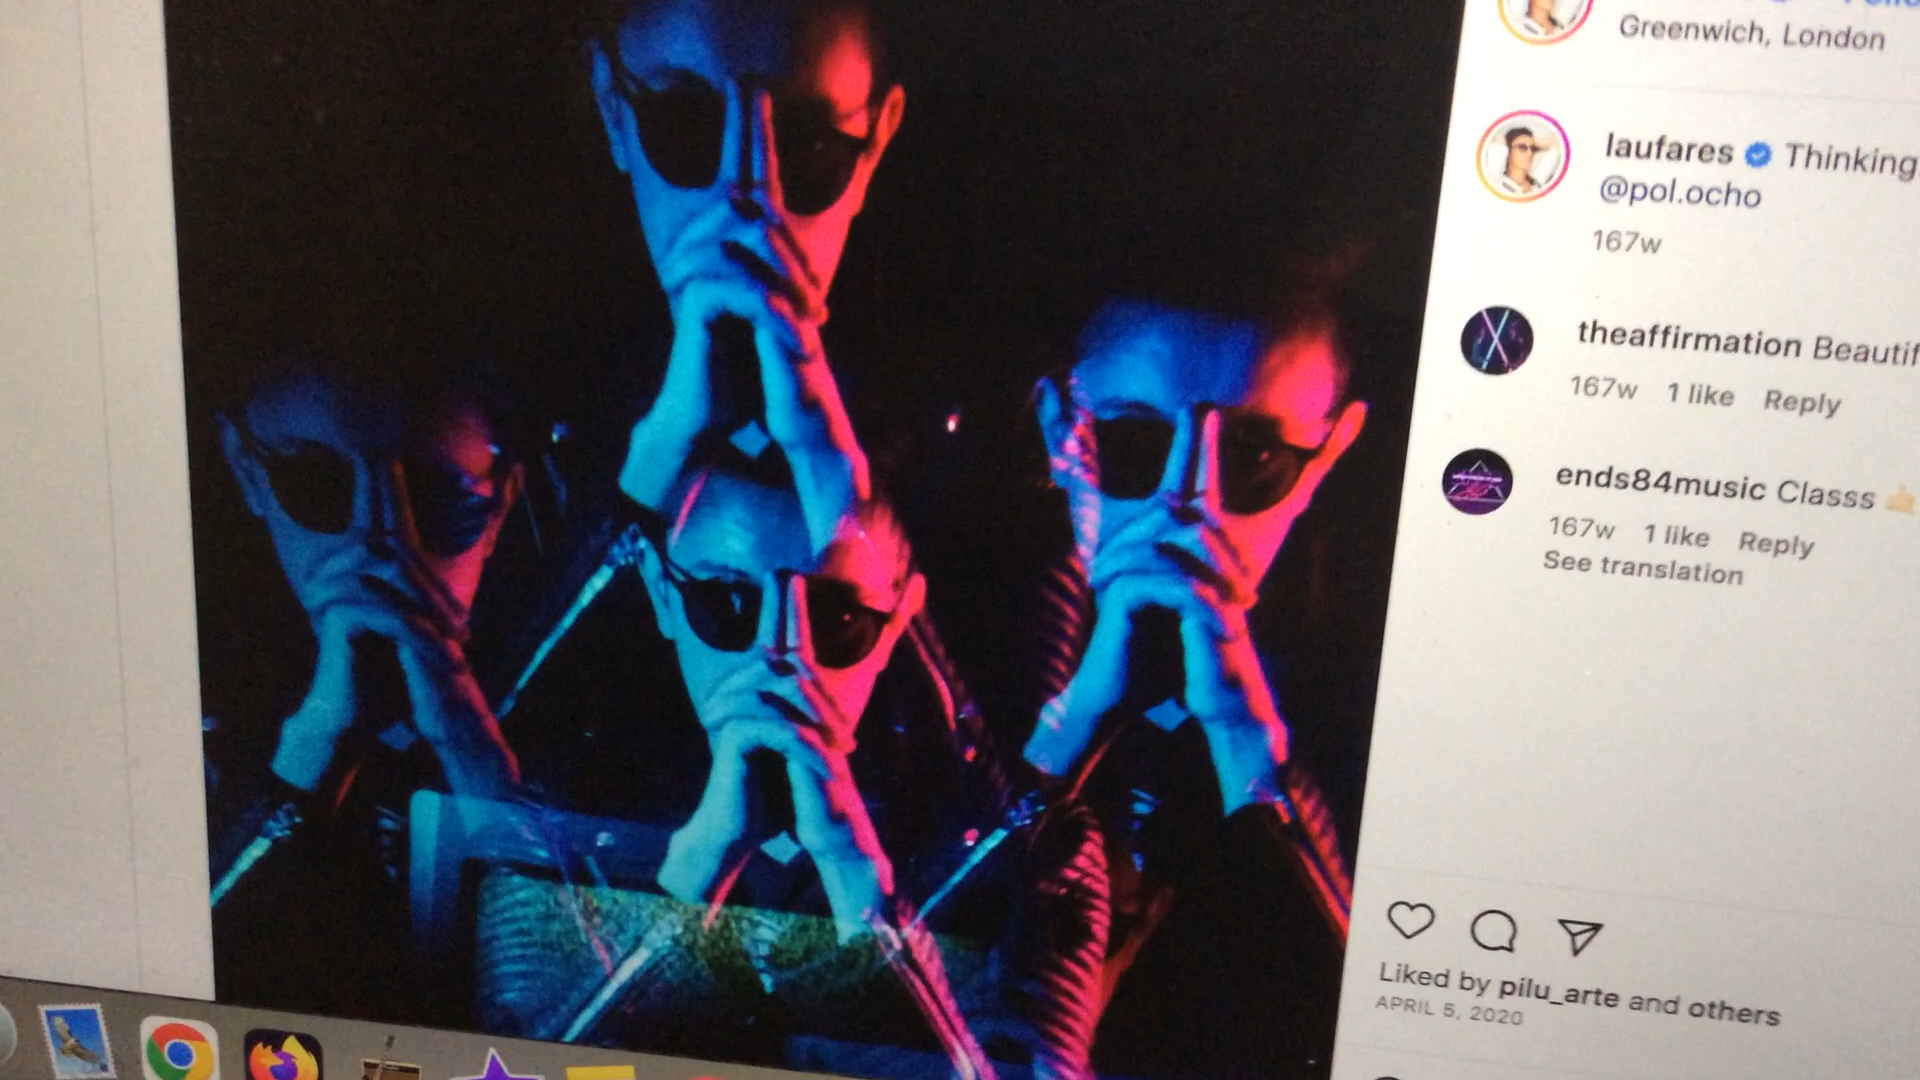 Greenwich, London
laufares Thinking
@pol.ocho
167w
theaffirmation Beautif
167w 1 like Reply
ends84music Classs
167w 1 like Reply
See translation
Liked by pilu_arte and others
APRIL 5, 2020